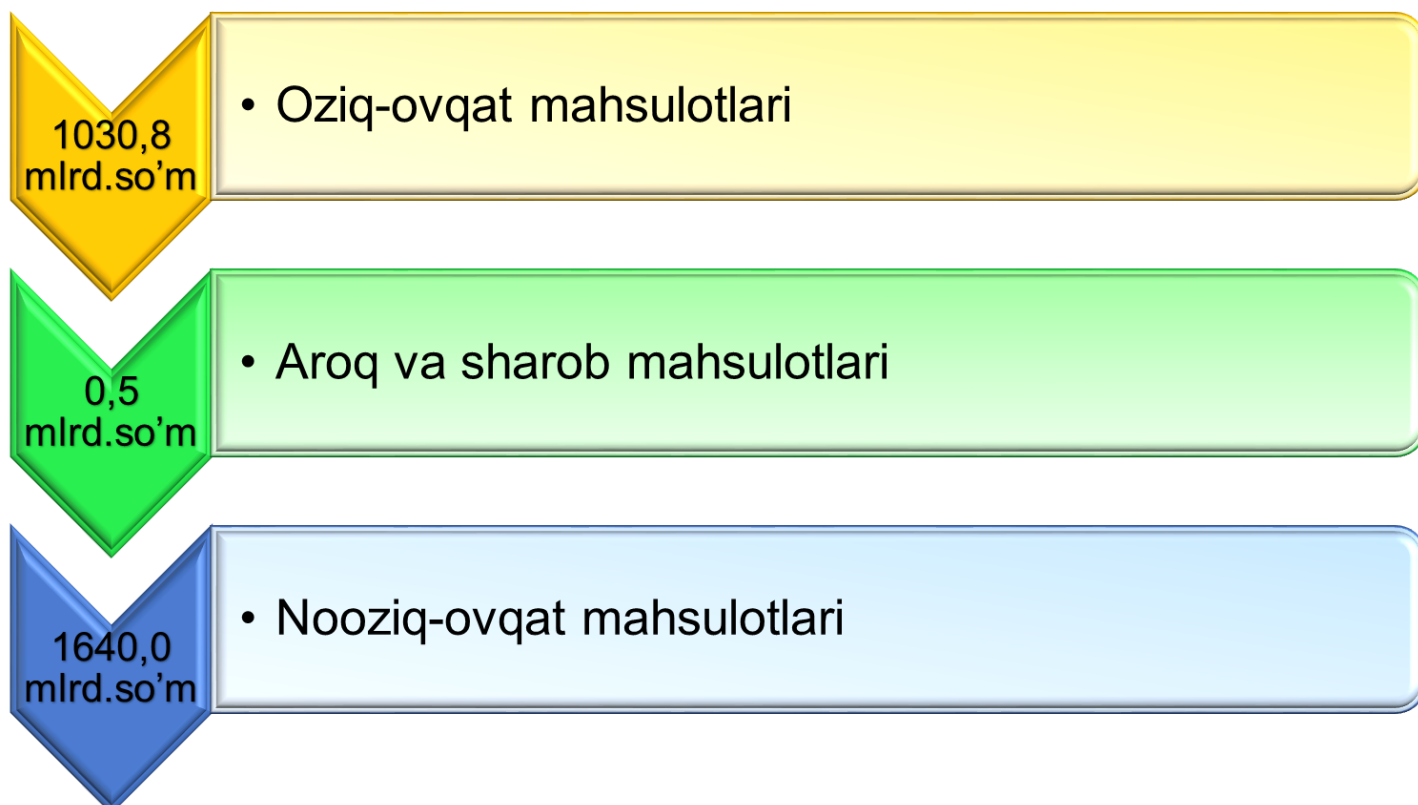 1030,8
mlrd.so’m
• Oziq-ovqat mahsulotlari
0,5
mlrd.so’m
• Aroq va sharob mahsulotlari
1640,0
mlrd.so’m
• Nooziq-ovqat mahsulotlari